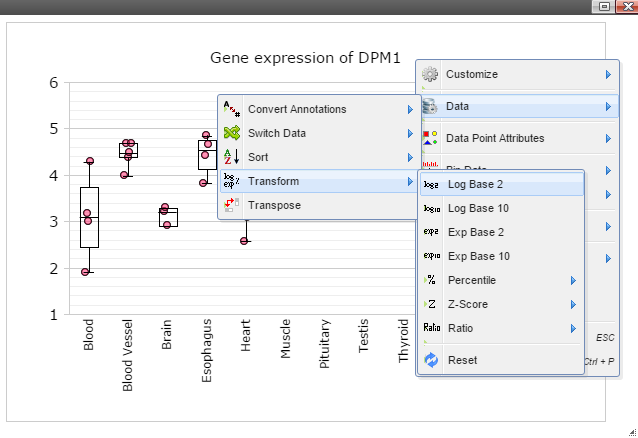 Gene expression of DPM1
6
5
4
3
2
1
Blood
Blood Vessel
Brain
Esophagus
Heart
Muscle
Pituitary
Testis
Thyroid
Customize
Data
Data Point Attributes
ESC
Ctrl + P
Convert Annotations
Switch Data
Sort
Transform
Transpose
Log Base 2
Log Base 10
Exp Base 2
Exp Base 10
Percentile
Z-Score
Ratio
Reset